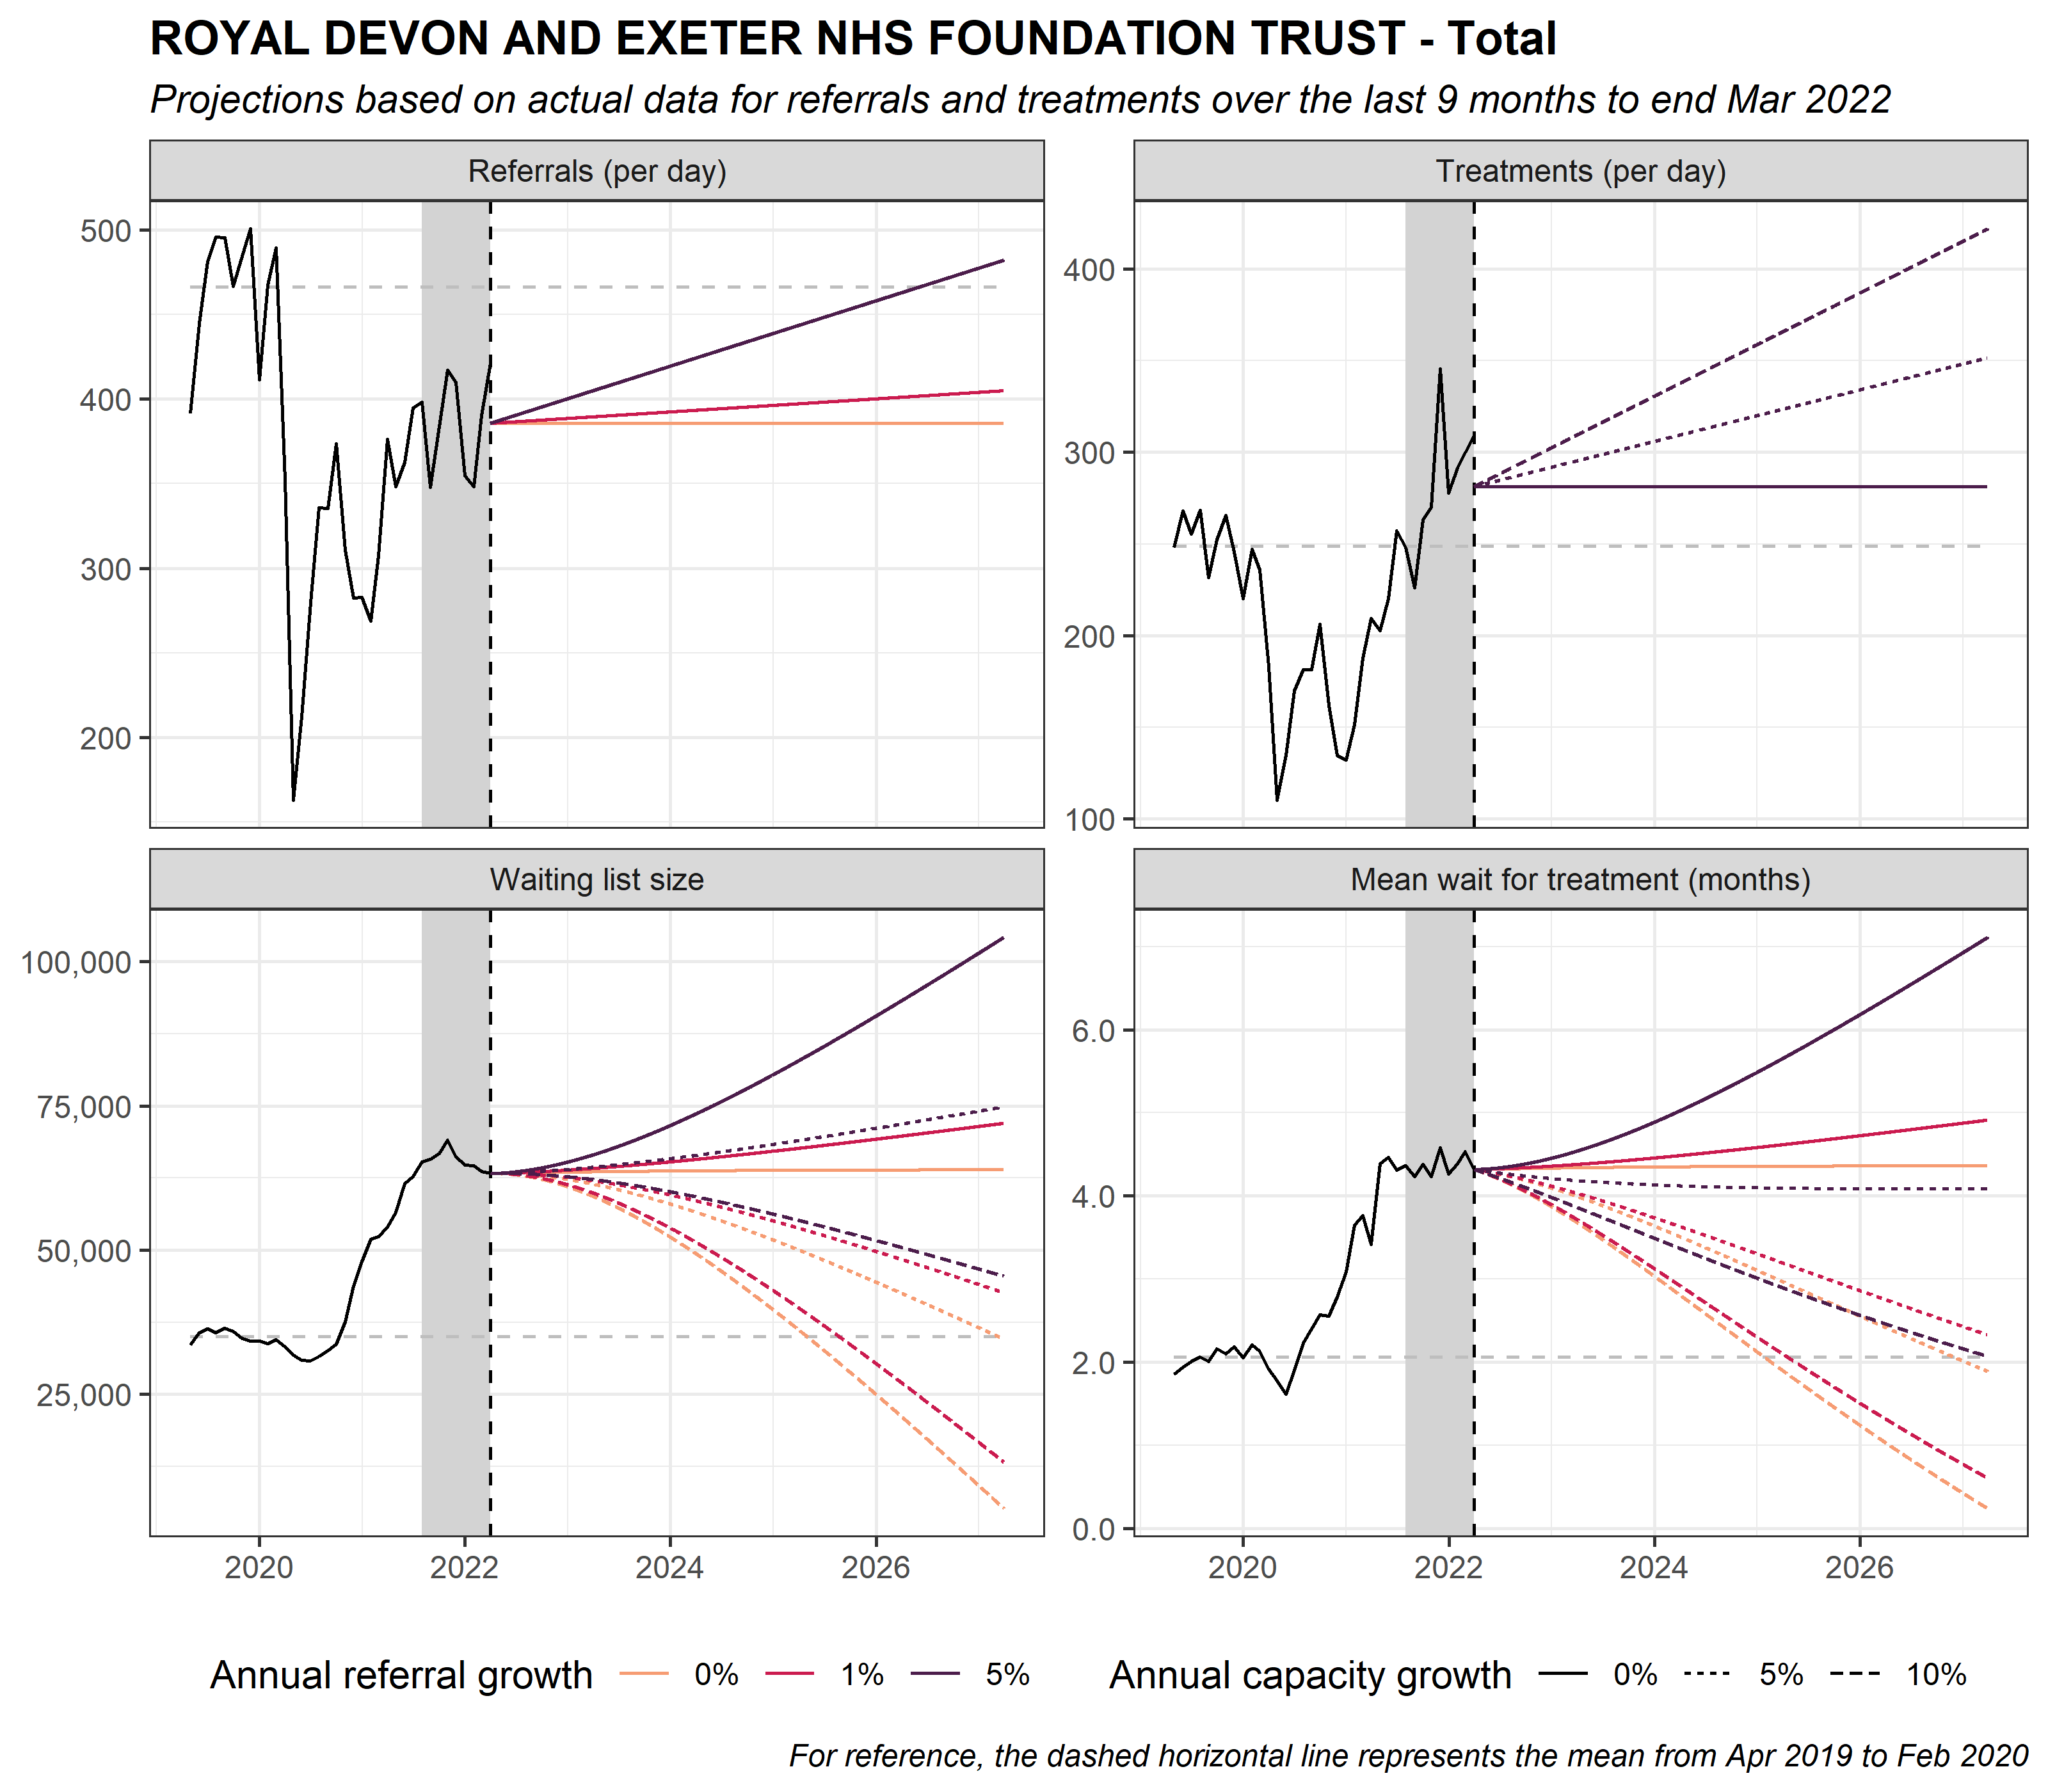 ROYAL DEVON AND EXETER NHS FOUNDATION TRUST - Total
Projections based on actual data for referrals and treatments over the last 9 months to end Mar 2022
Referrals (per day)
500
400
300
200
Treatments (per day)
400
300
200
100
Waiting list size
100,000
75,000
50,000
25,000
2020 2022 2024 2026
Mean wait for treatment (months)
6.0
4.0
2.0
0.0
2020 2022 2024 2026
Annual referral growth 0% 1% 5%
Annual capacity growth 0% 5% 10%
For reference, the dashed horizontal line represents the mean from Apr 2019 to Feb 2020